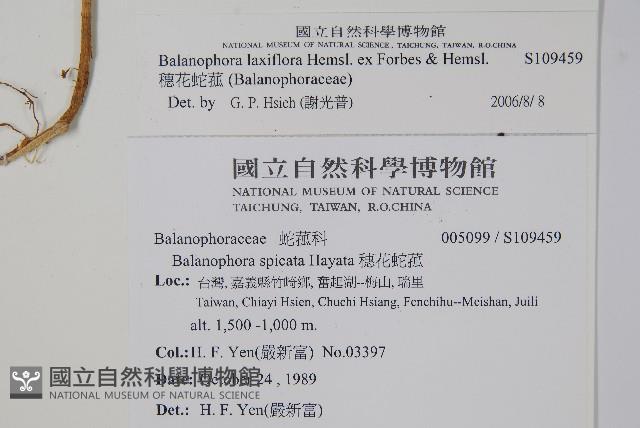 國立自然科學博物館
NATIONAL MUSEUM OF NATURAL SCIENCE, TAICHUNG, TAIWAN, R.O.CHINA
Balanophora laxiflora Hemsl. ex Forbes & Hemsl. S109459
穗花蛇菰 (Balanophoraceae)
Det. by G. P. Hsich (謝光普) 2006/8/ 8
國立自然科學博物館
NATIONAL MUSEUM OF NATURAL SCIENCE
TAICHUNG, TAIWAN, R.O.CHINA
Balanophoraceae 蛇菰科 005099 / S109459
Balanophora spicata Hayata 穗花蛇菰
Loc.: 台灣, 嘉義縣竹崎鄉, 奮起湖--梅山, 瑞里
Taiwan, Chiayi Hsien, Chuchi Hsiang, Fenchihu--Meishan, Juili
alt. 1,500 -1,000 m.
Col.: H. F. Yen(嚴新富) No.03397
Date: October 24 , 1989
Det.: H. F. Yen(嚴新富)
國立自然科學博物館
NATIONAL MUSEUM OF NATURAL SCIENCE